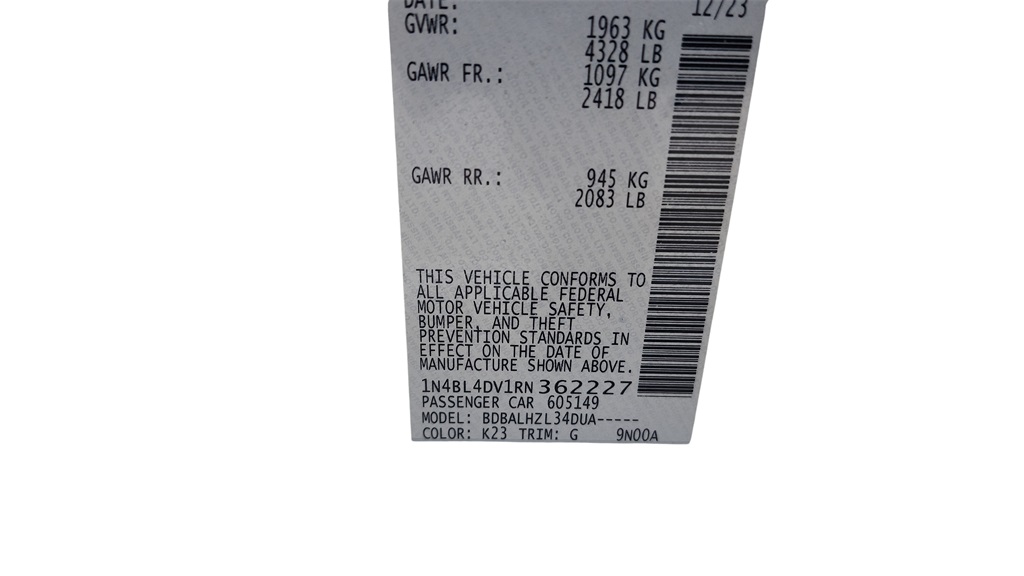 DATE: 12/23
GVWR: 1963 KG
4328 LB
GAWR FR.: 1097 KG
2418 LB
GAWR RR.: 945 KG
2083 LB
THIS VEHICLE CONFORMS TO
ALL APPLICABLE FEDERAL
MOTOR VEHICLE SAFETY,
BUMPER, AND THEFT
PREVENTION STANDARDS IN
EFFECT ON THE DATE OF
MANUFACTURE SHOWN ABOVE.
1N4BL4DV1RN362227
PASSENGER CAR 605149
MODEL: BDBALHZL34DUA-----
COLOR: K23 TRIM: G 9N00A